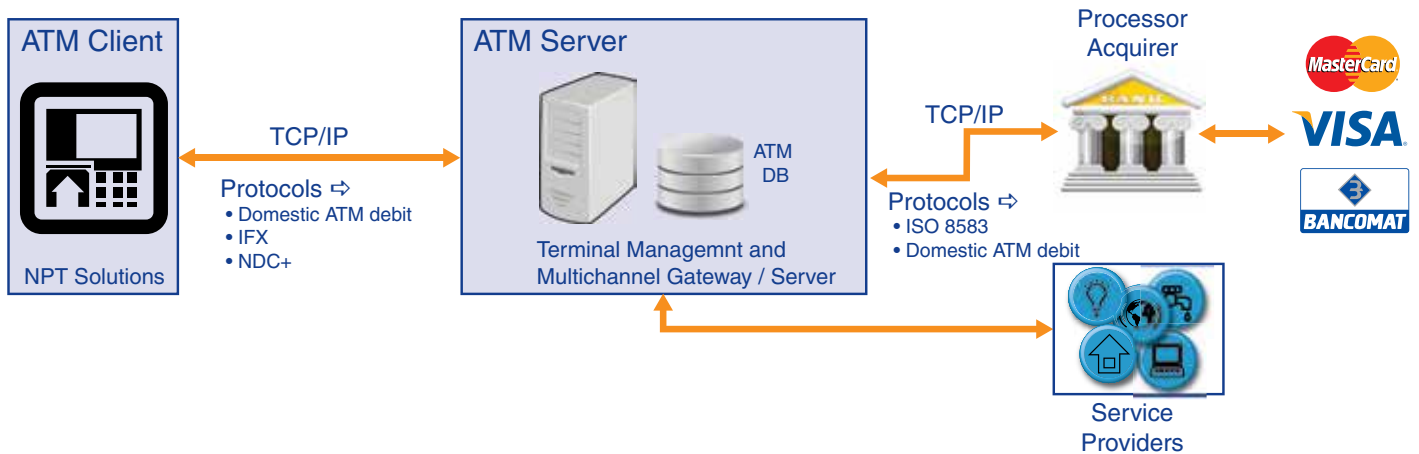 ATM Client
NPT Solutions
TCP/IP
Protocols ⇨
• Domestic ATM debit
• IFX
• NDC+
ATM Server
ATM
DB
Terminal Managemnt and
Multichannel Gateway / Server
TCP/IP
Protocols ⇨
• ISO 8583
• Domestic ATM debit
Processor
Acquirer
BANK
MasterCard
VISA
BANCOMAT
Service
Providers